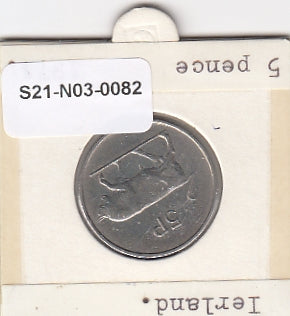 S21-N03-0082
5 pence
5P
Ierland.